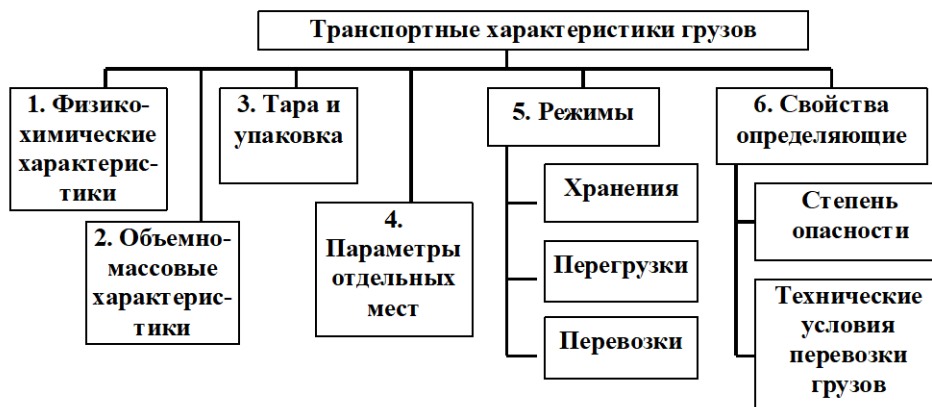 Транспортные характеристики грузов
1. Физико-
химические
характерис-
тики
2. Объемно-
массовые
характерис-
тики
3. Тара и
упаковка
4.
Параметры
отдельных
мест
5. Режимы
Хранения
Перегрузки
Перевозки
6. Свойства
определяющие
Степень
опасности
Технические
условия
перевозки
грузов